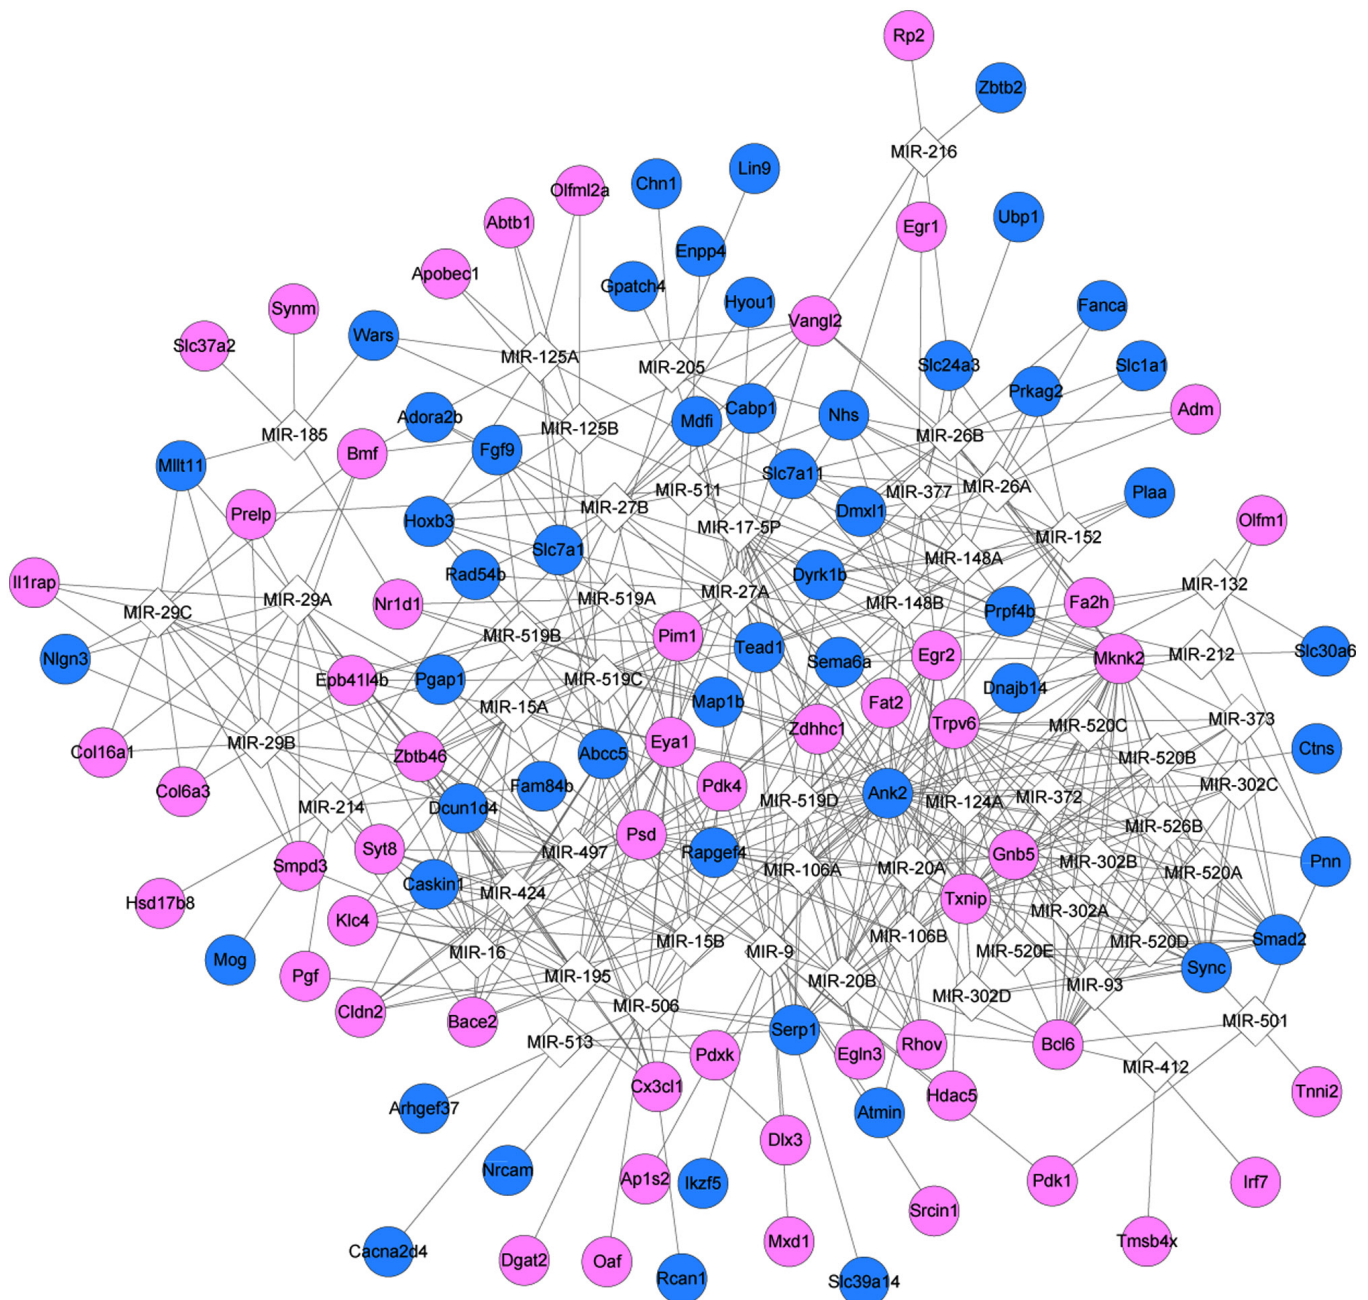 Rp2
Zbtb2
MIR-216
Lin9
Chn1
Olfml2a
Ubp1
Abtb1
Egr1
Enpp4
Apobec1
Gpatch4
Hyou1
Fanca
Synm
Vangl2
Wars
Slc37a2
MIR-125A
MIR-205
Slc24a3
Slc1a1
Prkag2
Adm
Adora2b
Mdfi
Cabp1
Nhs
MIR-125B
MIR-185
MIR-26B
Fgf9
Bmf
Mllt11
Slc7a11
MIR-511
MIR-377
MIR-26A
Plaa
Dmxl1
MIR-27B
Prelp
Hoxb3
Olfm1
MIR-17-5P
MIR-152
Slc7a1
MIR-148A
Rad54b
Dyrk1b
Il1rap
MIR-132
MIR-27A
MIR-519A
MIR-29A
Nr1d1
MIR-148B
Fa2h
Prpf4b
MIR-29C
MIR-519B
Pim1
Tead1
Slc30a6
MIR-212
Sema6a
Egr2
Mknk2
Nlgn3
Epb41l4b
Pgap1
MIR-519C
Dnajb14
Map1b
Fat2
MIR-15A
MIR-373
Trpv6
MIR-520C
Zdhhc1
MIR-29B
Eya1
Col16a1
Zbtb46
Abcc5
MIR-520B
Ctns
Fam84b
Pdk4
MIR-302C
Col6a3
Ank2
MIR-519D
MIR-124A
MIR-372
MIR-214
Dcun1d4
MIR-526B
Psd
Syt8
MIR-497
Rapgef4
Gnb5
MIR-302B
Pnn
Smpd3
MIR-106A
MIR-20A
MIR-520A
Caskin1
MIR-424
Txnip
Hsd17b8
MIR-302A
Klc4
MIR-106B
MIR-15B
MIR-520D
Smad2
MIR-16
MIR-9
MIR-520E
Mog
Sync
Pgf
MIR-195
MIR-20B
MIR-93
MIR-302D
MIR-506
Cldn2
Bace2
MIR-501
Serp1
MIR-513
Pdxk
Egln3
Rhov
Bcl6
MIR-412
Cx3cl1
Hdac5
Tnni2
Arhgef37
Atmin
Dlx3
Nrcam
Ap1s2
Ikzf5
Pdk1
Irf7
Srcin1
Mxd1
Tmsb4x
Cacna2d4
Dgat2
Oaf
Rcan1
Slc39a14